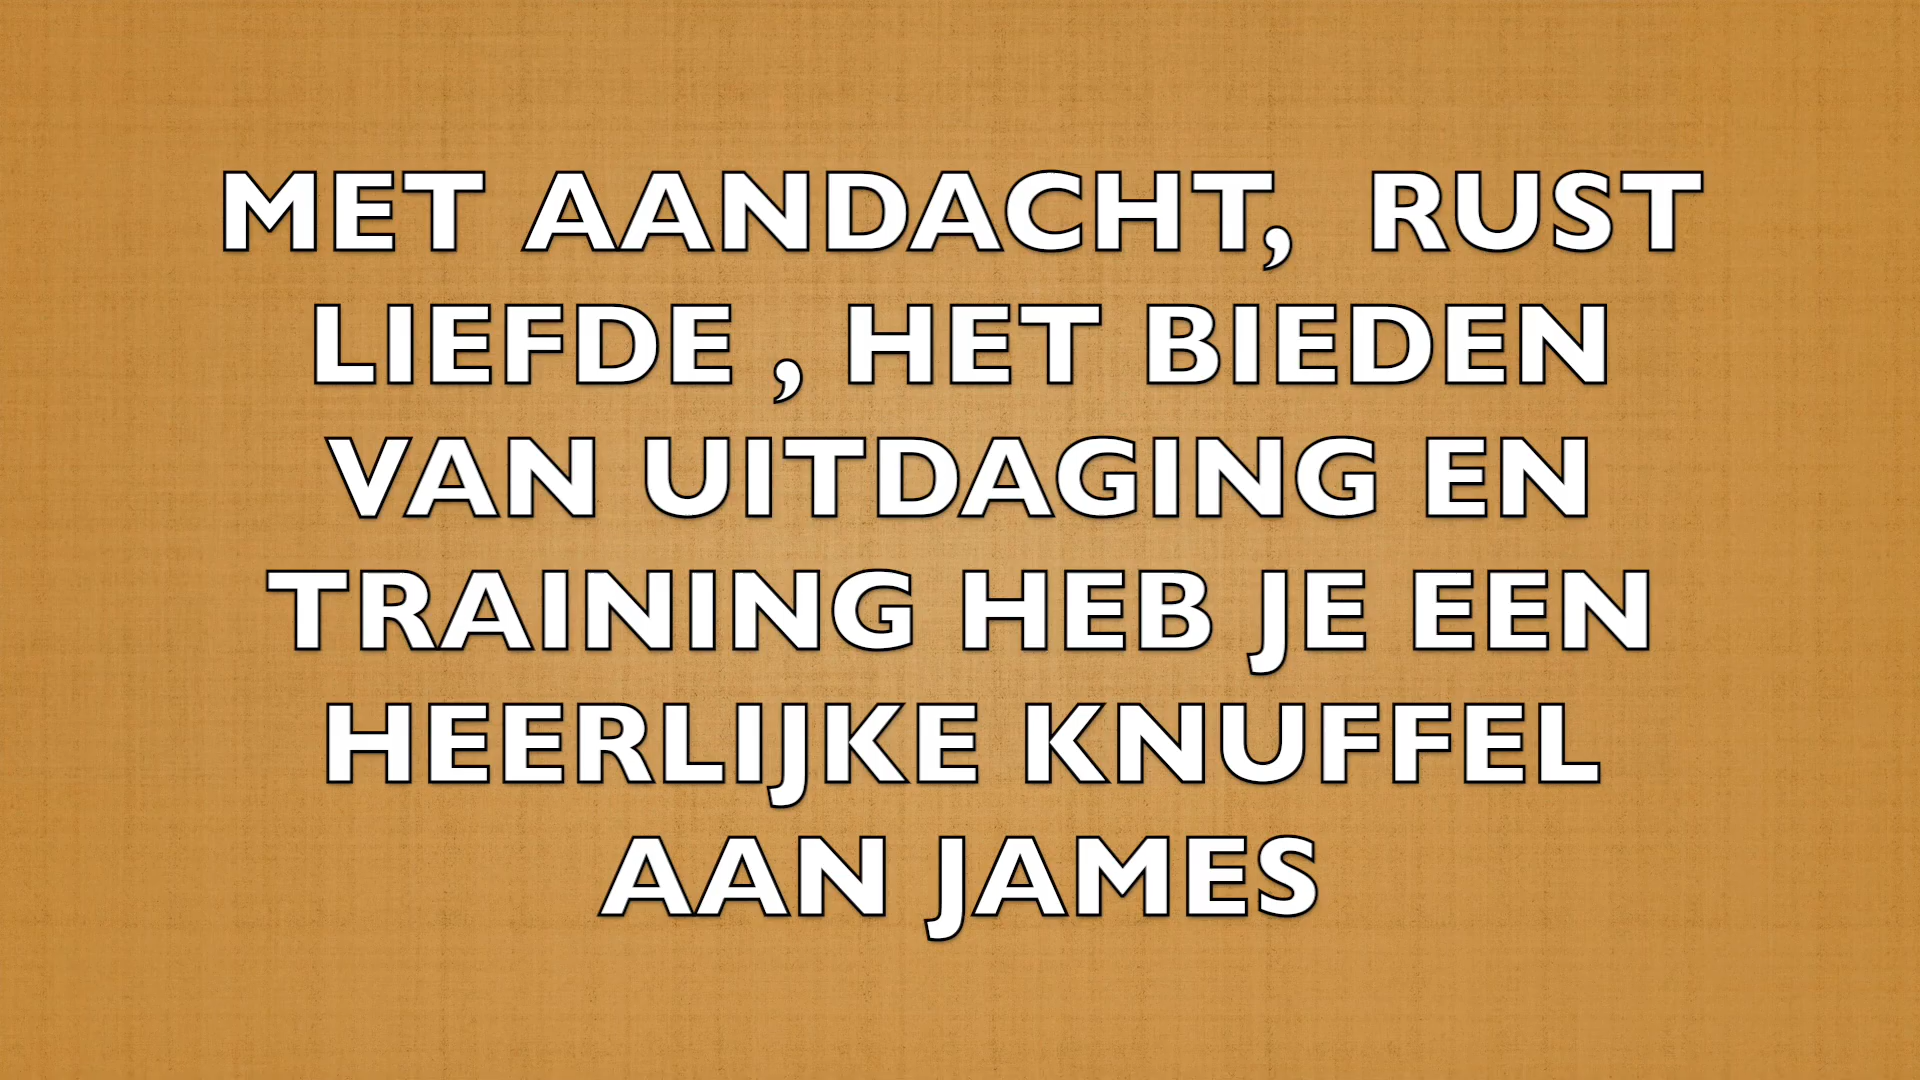 MET AANDACHT,  RUST
LIEFDE , HET BIEDEN
VAN UITDAGING EN
TRAINING HEB JE EEN
HEERLIJKE KNUFFEL
AAN JAMES